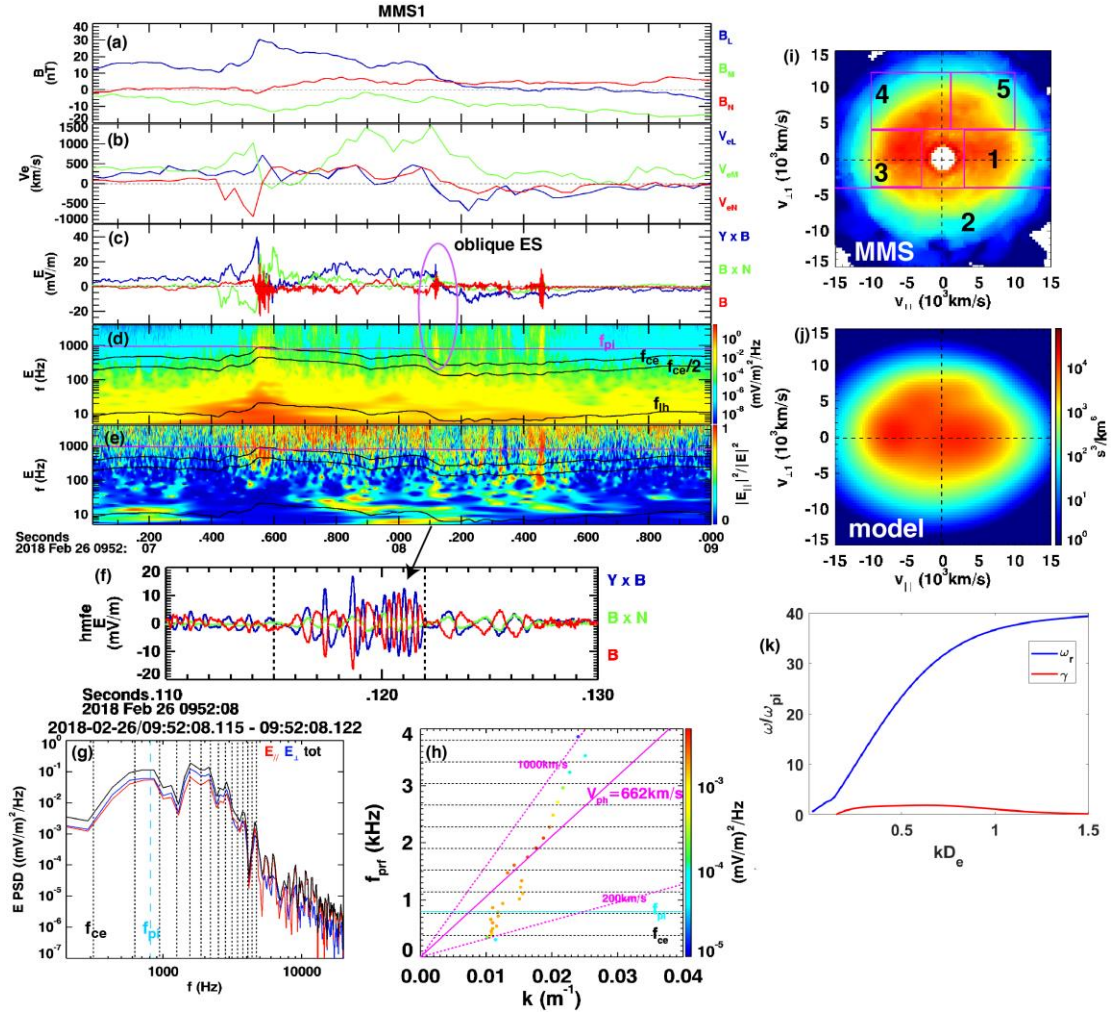 MMS1
(a)
40
30
20
10
0
-10
B
(nT)
B_L
B_M
B_N
(b)
1500
1000
500
0
-500
-1000
Ve
(km/s)
V_eL
V_eM
V_eN
(c)
oblique ES
40
20
0
-20
E
(mV/m)
Y x B
B x N
B
(d)
1000
100
10
E
f (Hz)
f_pi
f_ce
f_ce/2
f_lh
10^0
10^-2
10^-4
10^-6
10^-8
(mV/m)^2/Hz
(e)
1000
100
10
E
f (Hz)
1
0
|E_||^2/|E|^2
Seconds .200 .400 .600 .800 .200 .400 .600 .800
2018 Feb 26 0952: 07 08 09
(f)
20
10
0
-10
-20
hmfe
E
(mV/m)
Y x B
B x N
B
Seconds.110 .120 .130
2018 Feb 26 0952:08
2018-02-26/09:52:08.115 - 09:52:08.122
(g)
E_// E_⊥ tot
10^1
10^0
10^-1
10^-2
10^-3
10^-4
10^-5
10^-6
10^-7
E PSD ((mV/m)^2/Hz)
f_ce
f_pi
1000 10000
f (Hz)
(h)
4
3
2
1
0
f_prf (kHz)
1000km/s
V_ph=662km/s
200km/s
f_pi
f_ce
0.00 0.01 0.02 0.03 0.04
k (m^-1)
10^-3
10^-4
10^-5
(mV/m)^2/Hz
(i)
15
10
5
0
-5
-10
-15
v_⊥1 (10^3km/s)
4 5
3 1
2
MMS
-15 -10 -5 0 5 10 15
v_|| (10^3km/s)
(j)
15
10
5
0
-5
-10
-15
v_⊥1 (10^3km/s)
model
-15 -10 -5 0 5 10 15
v_|| (10^3km/s)
10^4
10^3
10^2
10^1
10^0
s^3/km^6
(k)
40
30
20
10
0
ω/ω_pi
ω_r
γ
0.5 1 1.5
kD_e